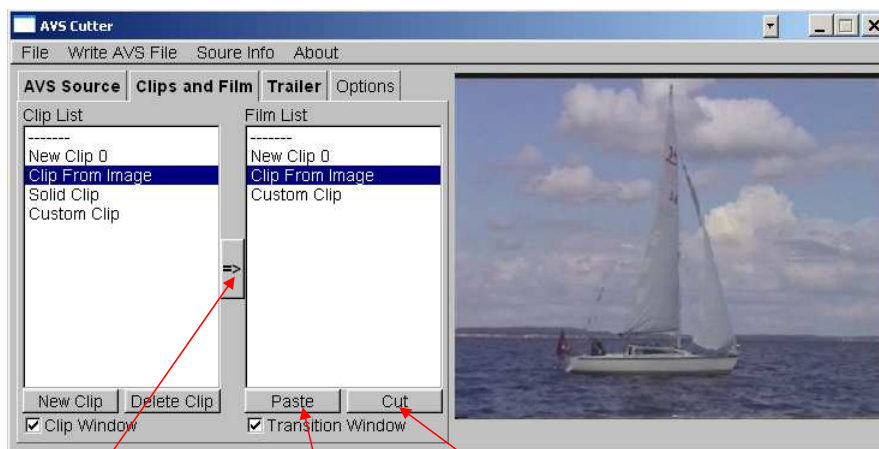 AVS Cutter
File Write AVS File Soure Info About
AVS Source Clips and Film Trailer Options
Clip List
-------
New Clip 0
Clip From Image
Solid Clip
Custom Clip
=>
Film List
-------
New Clip 0
Clip From Image
Custom Clip
New Clip Delete Clip Paste Cut
Clip Window Transition Window